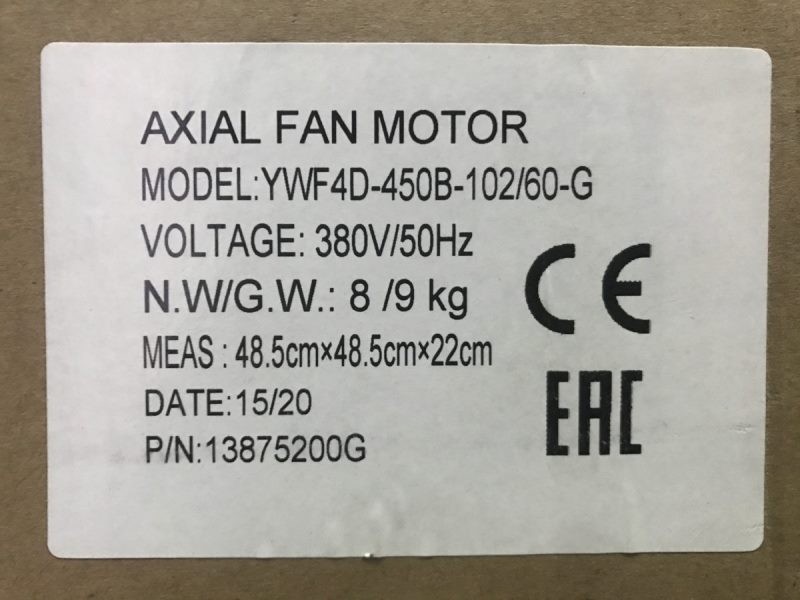 AXIAL FAN MOTOR
MODEL:YWF4D-450B-102/60-G
VOLTAGE: 380V/50Hz
N.W/G.W.: 8 /9 kg
MEAS : 48.5cm×48.5cm×22cm
DATE:15/20
P/N:13875200G
CE
EAC